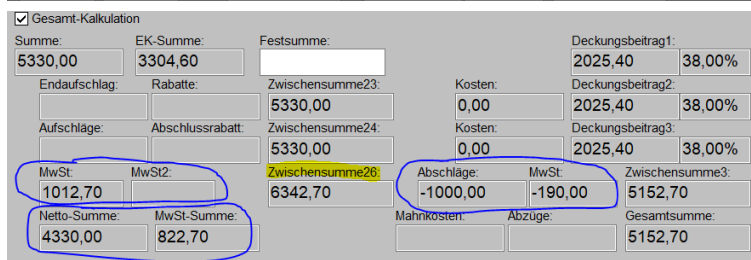 Gesamt-Kalkulation
Summe: EK-Summe: Festsumme: Deckungsbeitrag1:
5330,00 3304,60 2025,40 38,00%
Endaufschlag: Rabatte: Zwischensumme23: Kosten: Deckungsbeitrag2:
5330,00 0,00 2025,40 38,00%
Aufschläge: Abschlussrabatt: Zwischensumme24: Kosten: Deckungsbeitrag3:
5330,00 0,00 2025,40 38,00%
MwSt: MwSt2: Zwischensumme26: Abschläge: MwSt: Zwischensumme3:
1012,70 6342,70 -1000,00 -190,00 5152,70
Netto-Summe: MwSt-Summe: Mahnkosten: Abzüge: Gesamtsumme:
4330,00 822,70 5152,70